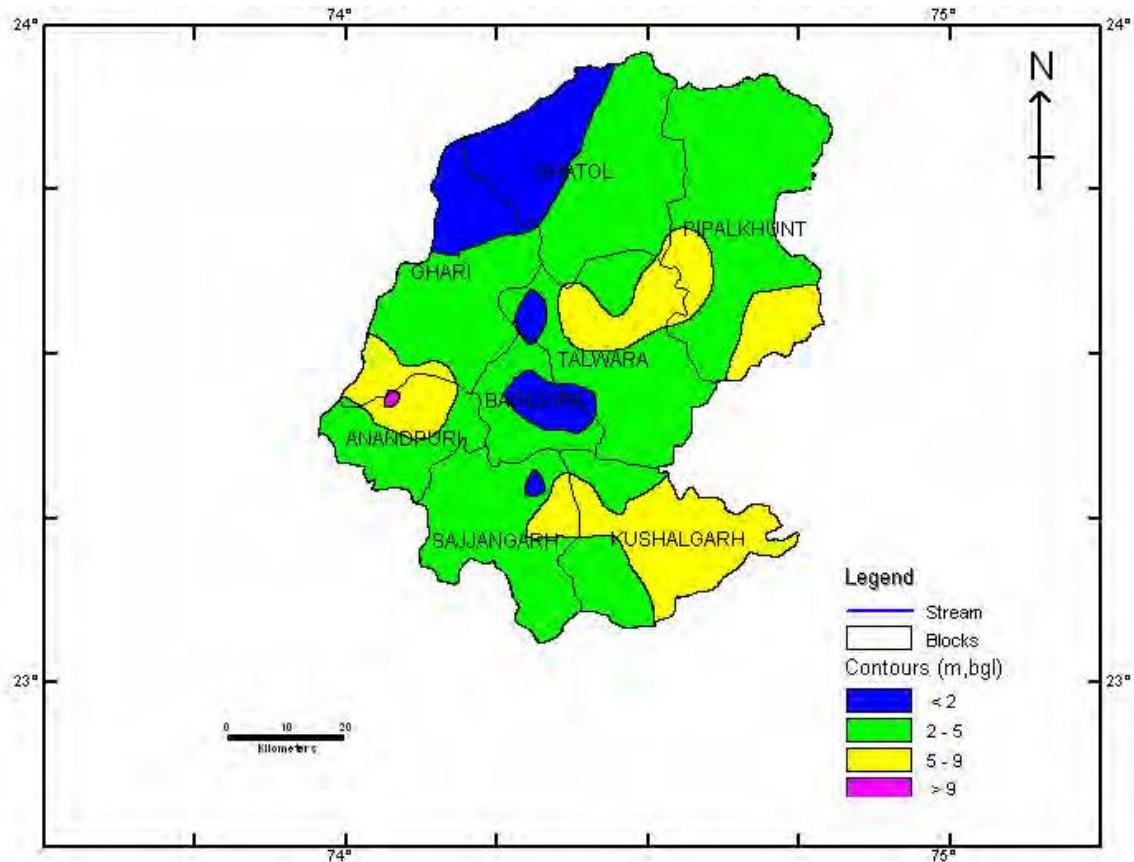 24° 74° 75° 24°
N
GHATOL
PIPALKHUNT
GHARI
TALWARA
BAGIDORA
ANANDPURI
SAJJANGARH KUSHALGARH
Legend
Stream
Blocks
Contours (m,bgl)
< 2
2 - 5
5 - 9
> 9
23° 23°
0 10 20
Kilometers
74° 75°